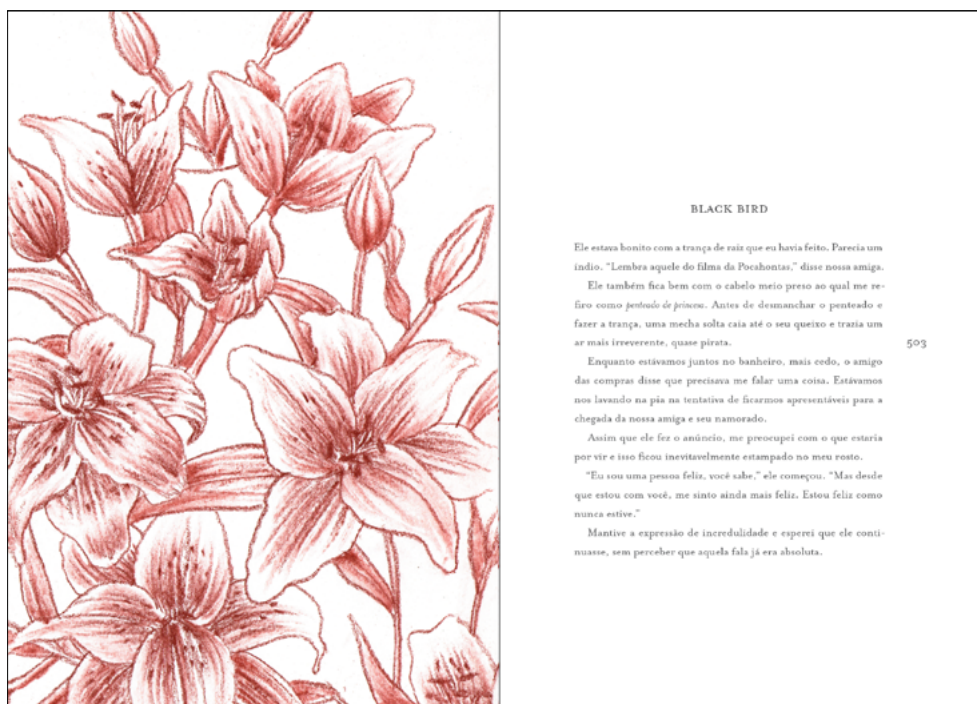 BLACK BIRD
Ele estava bonito com a trança de raiz que eu havia feito. Parecia um
índio. “Lembra aquele do filma da Pocahontas,” disse nossa amiga.
Ele também fica bem com o cabelo meio preso ao qual me re-
firo como penteado de princesa. Antes de desmanchar o penteado e
fazer a trança, uma mecha solta caia até o seu queixo e trazia um
ar mais irreverente, quase pirata.
503
Enquanto estávamos juntos no banheiro, mais cedo, o amigo
das compras disse que precisava me falar uma coisa. Estávamos
nos lavando na pia na tentativa de ficarmos apresentáveis para a
chegada da nossa amiga e seu namorado.
Assim que ele fez o anúncio, me preocupei com o que estaria
por vir e isso ficou inevitavelmente estampado no meu rosto.
“Eu sou uma pessoa feliz, você sabe,” ele começou. “Mas desde
que estou com você, me sinto ainda mais feliz. Estou feliz como
nunca estive.”
Mantive a expressão de incredulidade e esperei que ele conti-
nuasse, sem perceber que aquela fala já era absoluta.